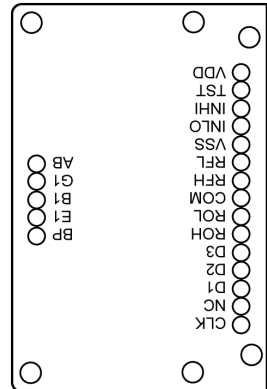 CLK
NC
D1
D2
D3
ROH
ROL
COM
RFH
RFL
VSS
INLO
INHI
TST
VDD
BP
E1
B1
G1
AB